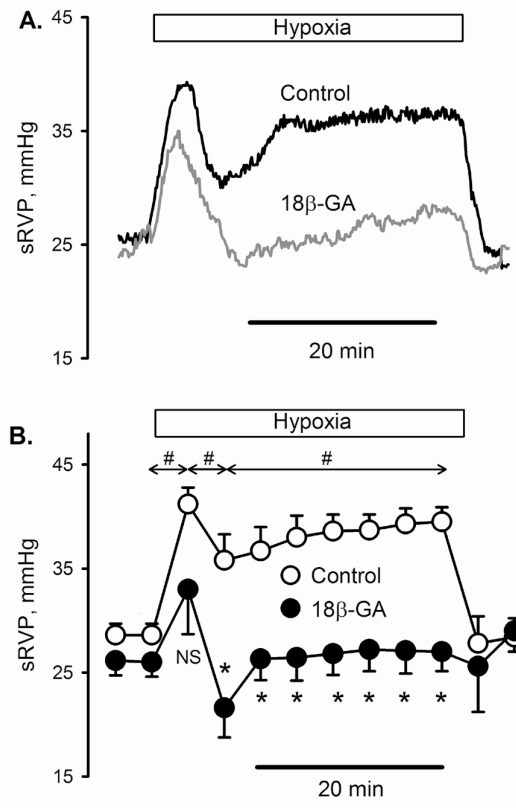 A.
Hypoxia
45
35
25
15
sRVP, mmHg
Control
18β-GA
20 min
B.
Hypoxia
# # #
45
35
25
15
sRVP, mmHg
Control
18β-GA
NS
*
* * * * * *
20 min